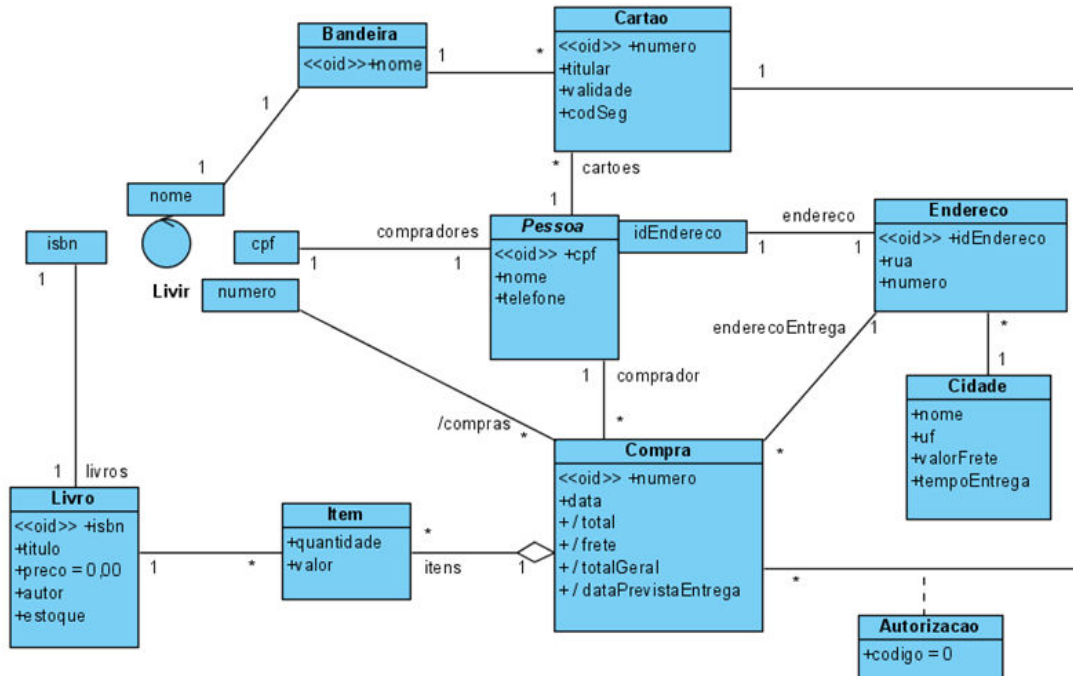 Bandeira
<<oid>>+nome
1
*
Cartao
<<oid>> +numero
+titular
+validade
+codSeg
1
1
1
nome
Livir
isbn
1
cpf
1
compradores
1
numero
*
cartoes
1
Pessoa
<<oid>> +cpf
+nome
+telefone
idEndereco
1
endereco
1
Endereco
<<oid>> +idEndereco
+rua
+numero
enderecoEntrega
1
*
1
Cidade
+nome
+uf
+valorFrete
+tempoEntrega
1
comprador
*
/compras
*
*
Compra
<<oid>> +numero
+data
+ / total
+ / frete
+ / totalGeral
+ / dataPrevistaEntrega
1
livros
Livro
<<oid>> +isbn
+titulo
+preco = 0,00
+autor
+estoque
1
*
Item
+quantidade
+valor
*
itens
1
*
Autorizacao
+codigo = 0